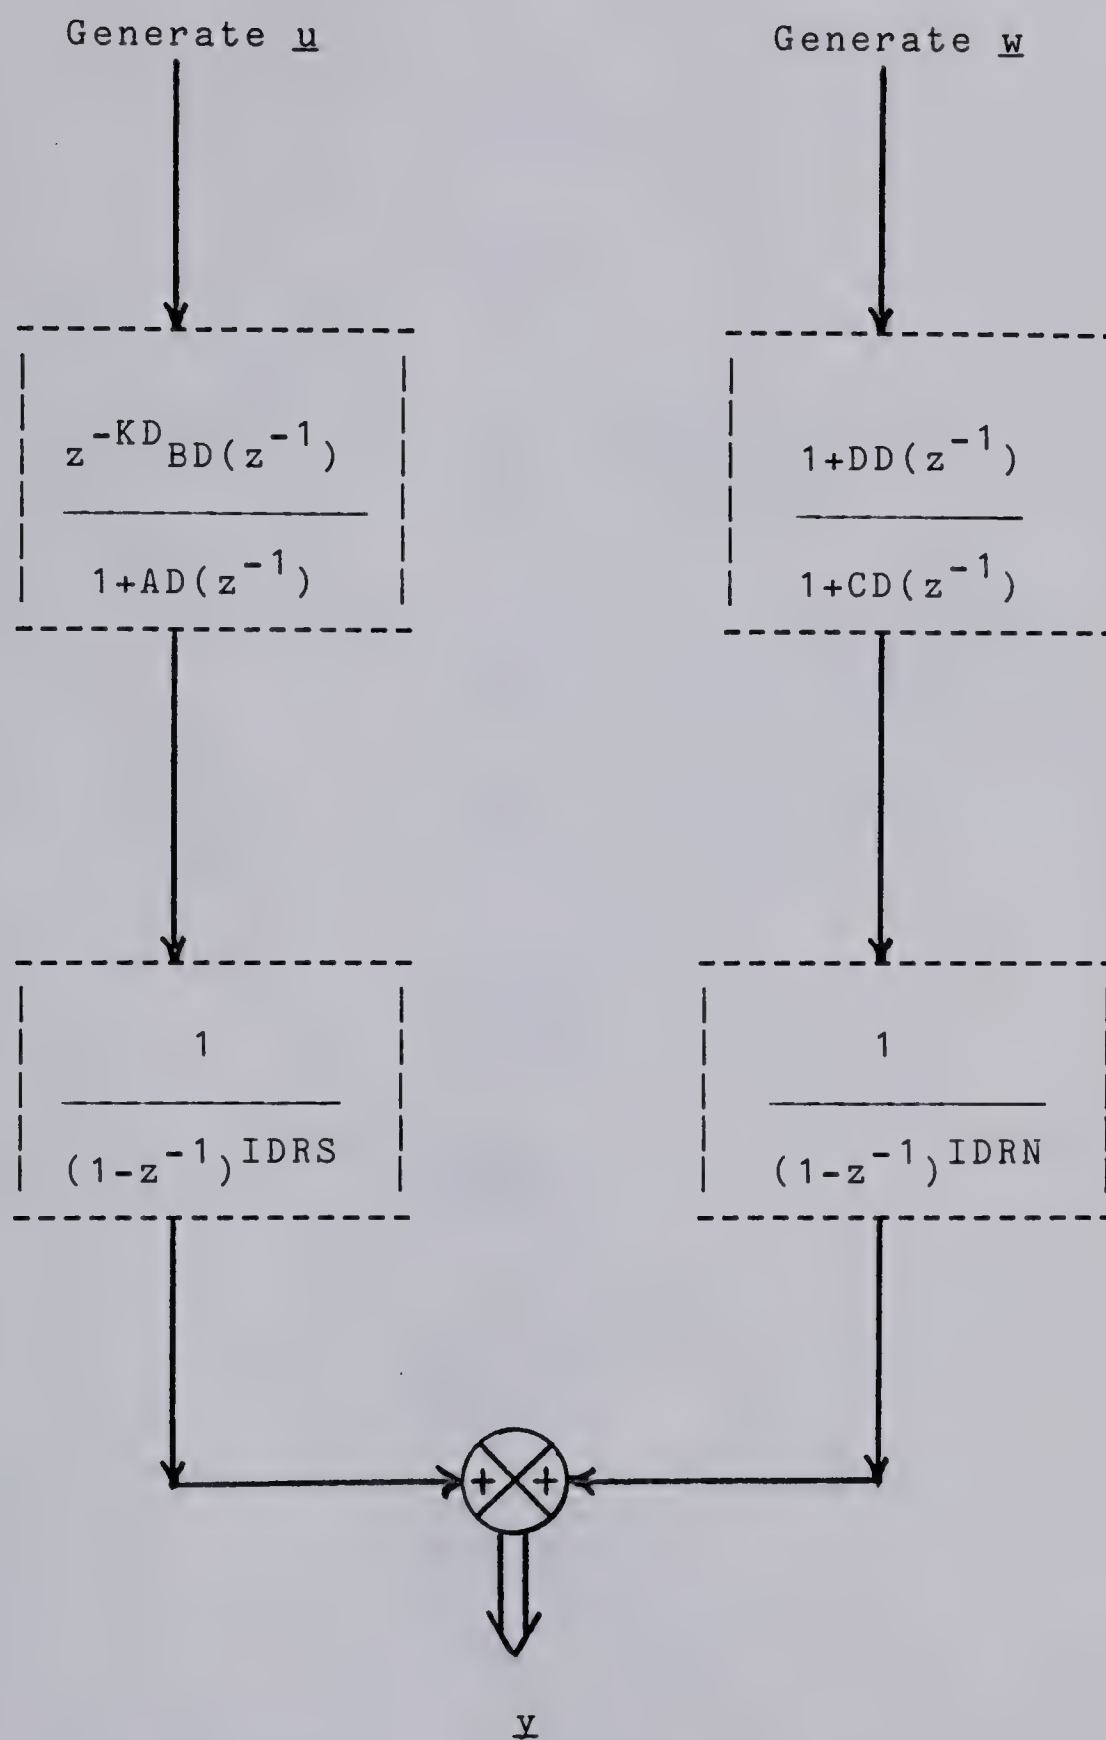 Generate u
Generate w
z^-KD BD(z^-1)
1+AD(z^-1)
1+DD(z^-1)
1+CD(z^-1)
1
(1-z^-1)^IDRS
1
(1-z^-1)^IDRN
+ +
y